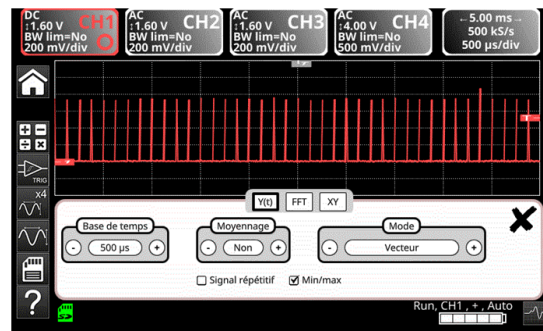 DC
↕1.60 V CH1
BW lim=No
200 mV/div
AC
↕1.60 V CH2
BW lim=No
200 mV/div
AC
↕1.60 V CH3
BW lim=No
200 mV/div
AC
↕4.00 V CH4
BW lim=No
500 mV/div
←5.00 ms→
500 kS/s
500 µs/div
TRIG
x4
Y(t) FFT XY
Base de temps
- 500 µs +
Moyennage
- Non +
Mode
- Vecteur +
Signal répétitif
Min/max
?
Run, CH1 , + , Auto